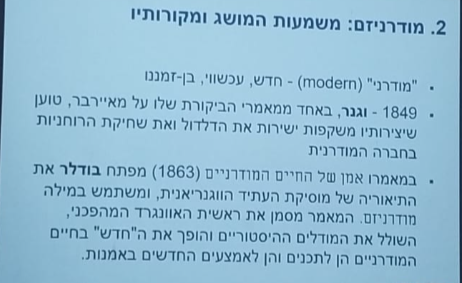 2. מודרניזם: משמעות המושג ומקורותיו
• "מודרני" (modern) - חדש, עכשווי, בן-זמננו
• 1849 - וגנר, באחד ממאמרי הביקורת שלו על מאיירבר, טוען
שיצירותיו משקפות ישירות את הדלדול ואת שחיקת הרוחניות
בחברה המודרנית
• במאמרו אמן של החיים המודרניים (1863) מפתח בודלר את
התיאוריה של מוסיקת העתיד הווגנריאנית, ומשתמש במילה
מודרניזם. המאמר מסמן את ראשית האוונגרד המהפכני,
השולל את המודלים ההיסטוריים והופך את ה"חדש" בחיים
המודרניים הן לתכנים והן לאמצעים החדשים באמנות.